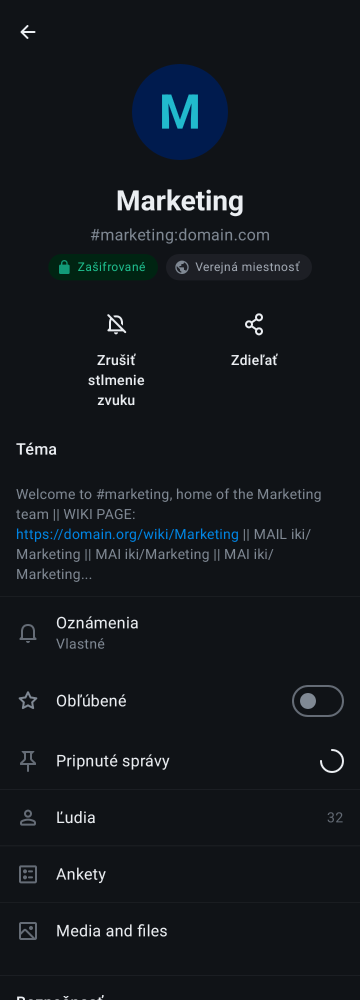 M
Marketing
#marketing:domain.com
Zašifrované
Verejná miestnosť
Zrušiť
stlmenie
zvuku
Zdieľať
Téma
Welcome to #marketing, home of the Marketing
team || WIKI PAGE:
https://domain.org/wiki/Marketing || MAIL iki/
Marketing || MAI iki/Marketing || MAI iki/
Marketing...
Oznámenia
Vlastné
Obľúbené
Pripnuté správy
Ľudia
32
Ankety
Media and files
Bezpečnosť